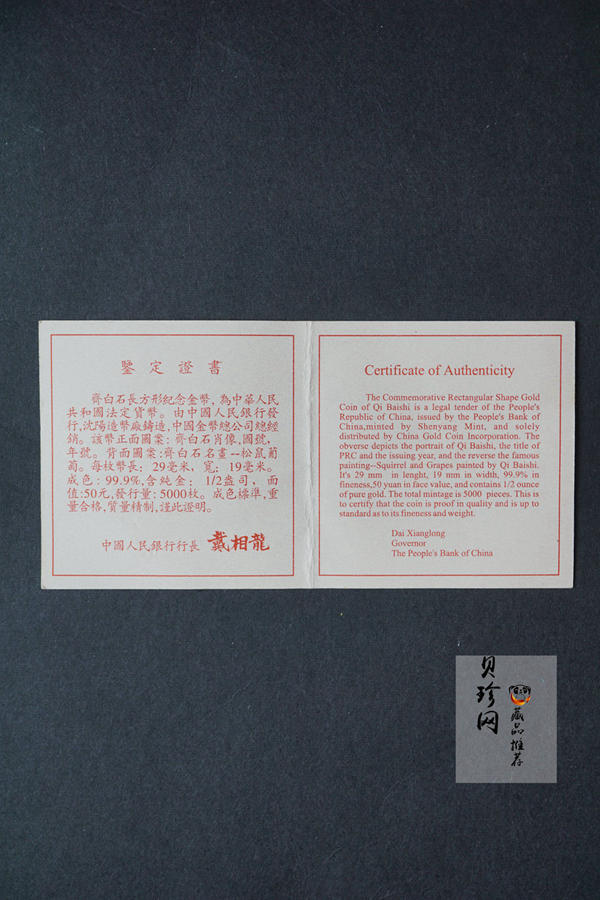 鑒定證書
齊白石長方形紀念金幣，為中華人民
共和國法定貨幣。由中國人民銀行發
行，沈陽造幣廠鑄造，中國金幣總公司總經
銷。該幣正面圖案：齊白石肖像，國號，
年號。背面圖案：齊白石名畫--松鼠葡
萄。每枚幣長：29毫米，寬：19毫米。
成色：99.9%，含純金：1/2盎司，面
值：50元，發行量：5000枚。成色標準，重
量合格，質量精制，謹此證明。
中國人民銀行行長 戴相龍
Certificate of Authenticity
The Commemorative Rectangular Shape Gold
Coin of Qi Baishi is a legal tender of the People's
Republic of China, issued by the People's Bank of
China,minted by Shenyang Mint, and solely
distributed by China Gold Coin Incorporation. The
obverse depicts the portrait of Qi Baishi, the title of
PRC and the issuing year, and the reverse the famous
painting--Squirrel and Grapes painted by Qi Baishi.
It's 29 mm in lenght, 19 mm in width, 99.9% in
fineness,50 yuan in face value, and contains 1/2 ounce
of pure gold. The total mintage is 5000 pieces. This is
to certify that the coin is proof in quality and is up to
standard as to its fineness and weight.
Dai Xianglong
Governor
The People's Bank of China
贝珍网
藏品推荐